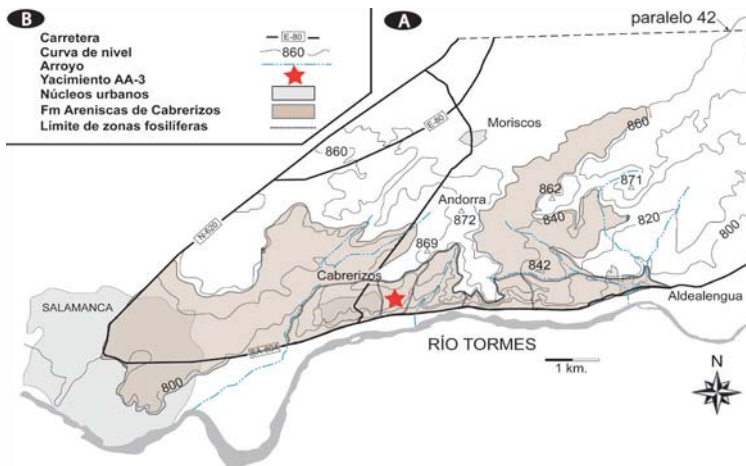 B
Carretera
E-80
Curva de nivel
860
Arroyo
Yacimiento AA-3
Núcleos urbanos
Fm Areniscas de Cabrerizos
Límite de zonas fosilíferas
A
paralelo 42
E-80
Moriscos
860
860
871
862
Andorra
872
840
820
800
N-620
869
842
Cabrerizos
SALAMANCA
Aldealengua
RÍO TORMES
800
1 km.
N